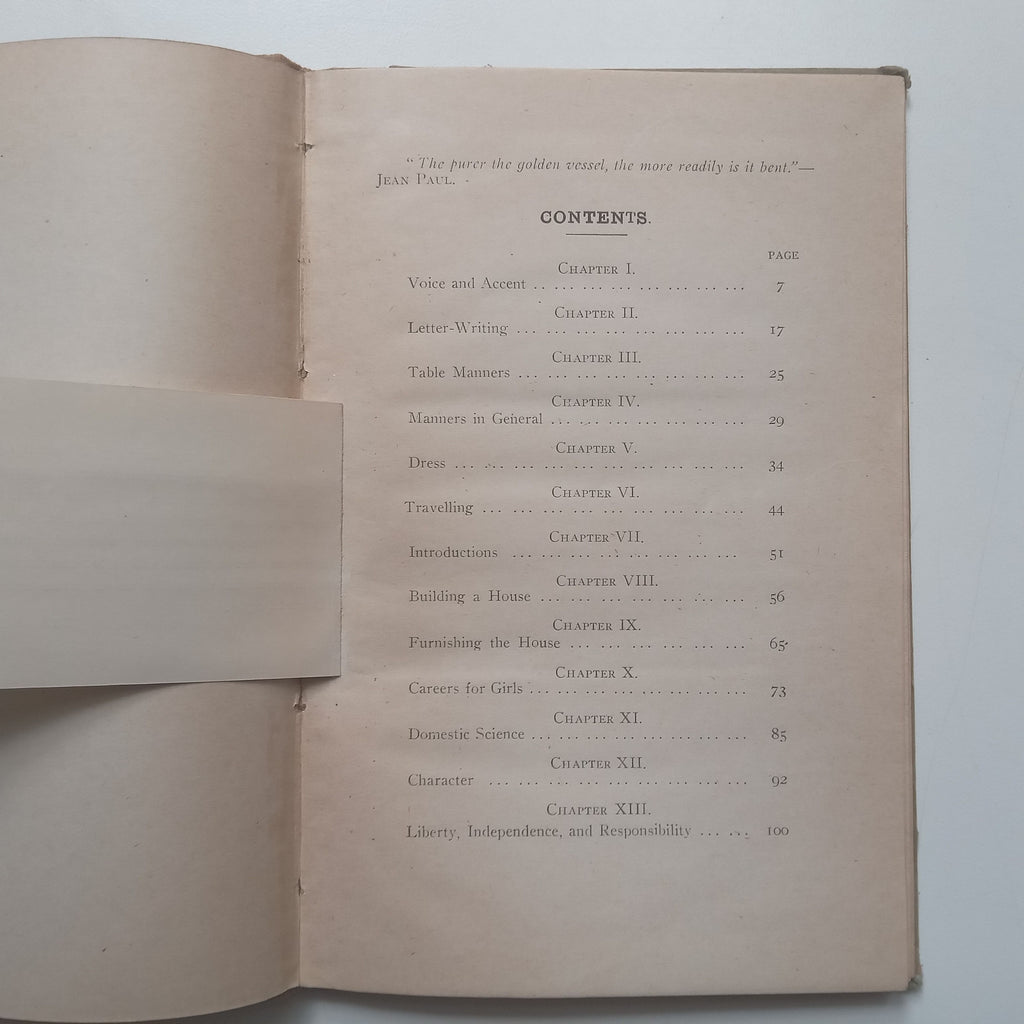 “ The purer the golden vessel, the more readily is it bent.”—
JEAN PAUL.
CONTENTS.
PAGE
CHAPTER I.
Voice and Accent .. ... ... ... ... ... ... ... 7
CHAPTER II.
Letter-Writing ... ... ... ... ... ... ... ... 17
CHAPTER III.
Table Manners ... ... ... ... ... ... ... ... 25
CHAPTER IV.
Manners in General ... ... ... ... ... ... ... 29
CHAPTER V.
Dress ... ... ... ... ... ... ... ... ... ... 34
CHAPTER VI.
Travelling ... ... ... ... ... ... ... ... ... 44
CHAPTER VII.
Introductions ... ... ... ... ... ... ... ... 51
CHAPTER VIII.
Building a House ... ... ... ... ... ... ... 56
CHAPTER IX.
Furnishing the House ... ... ... ... ... ... 65
CHAPTER X.
Careers for Girls ... ... ... ... ... ... ... ... 73
CHAPTER XI.
Domestic Science ... ... ... ... ... ... ... ... 85
CHAPTER XII.
Character ... ... ... ... ... ... ... ... ... 92
CHAPTER XIII.
Liberty, Independence, and Responsibility ... ... 100